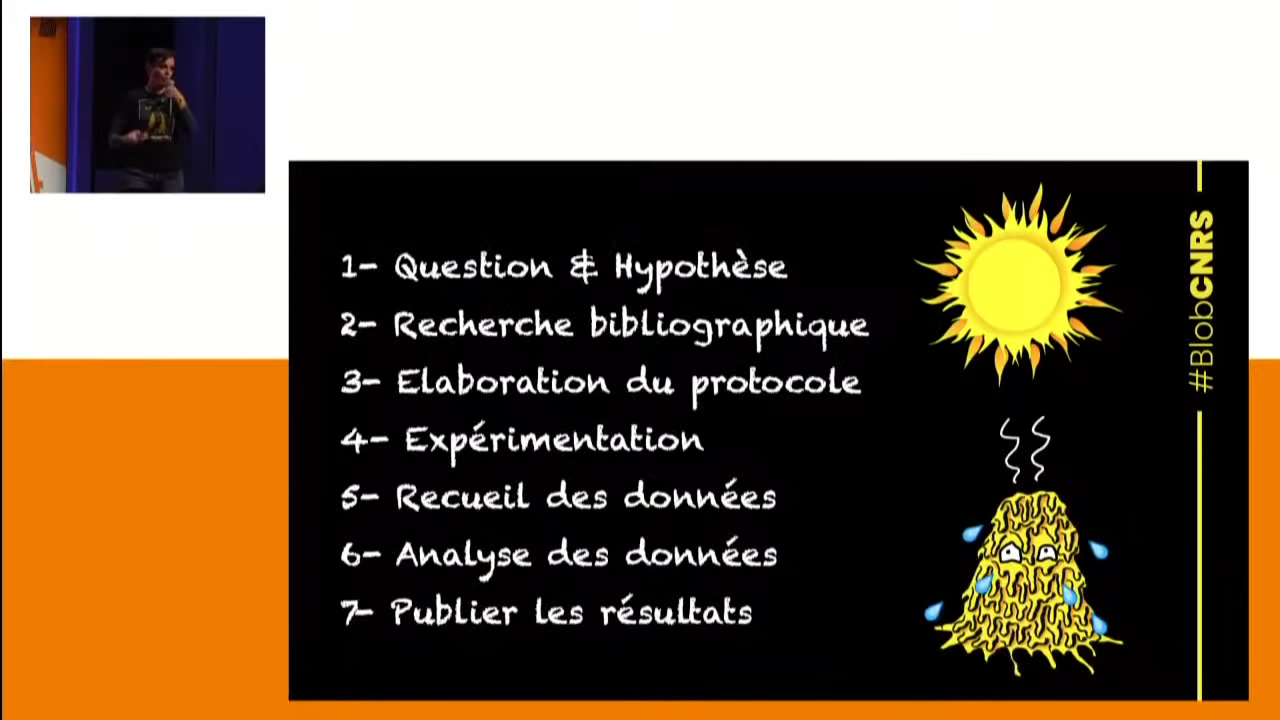 1- Question & Hypothèse
2- Recherche bibliographique
3- Elaboration du protocole
4- Expérimentation
5- Recueil des données
6- Analyse des données
7- Publier les résultats
#BlobCNRS